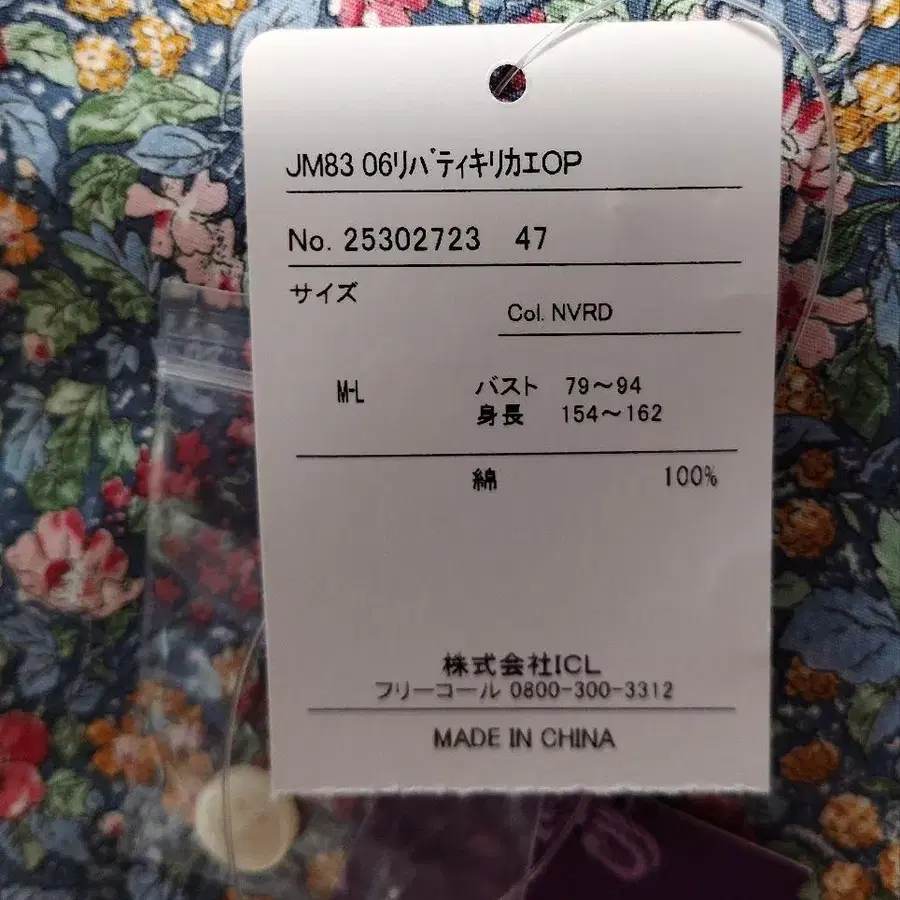 JM83 06ﾘﾊﾞﾃｨｷﾘｶｴOP
No. 25302723 47
サイズ
Col. NVRD
M-L バスト 79～94
身長 154～162
綿 100%
株式会社ICL
フリーコール 0800-300-3312
MADE IN CHINA